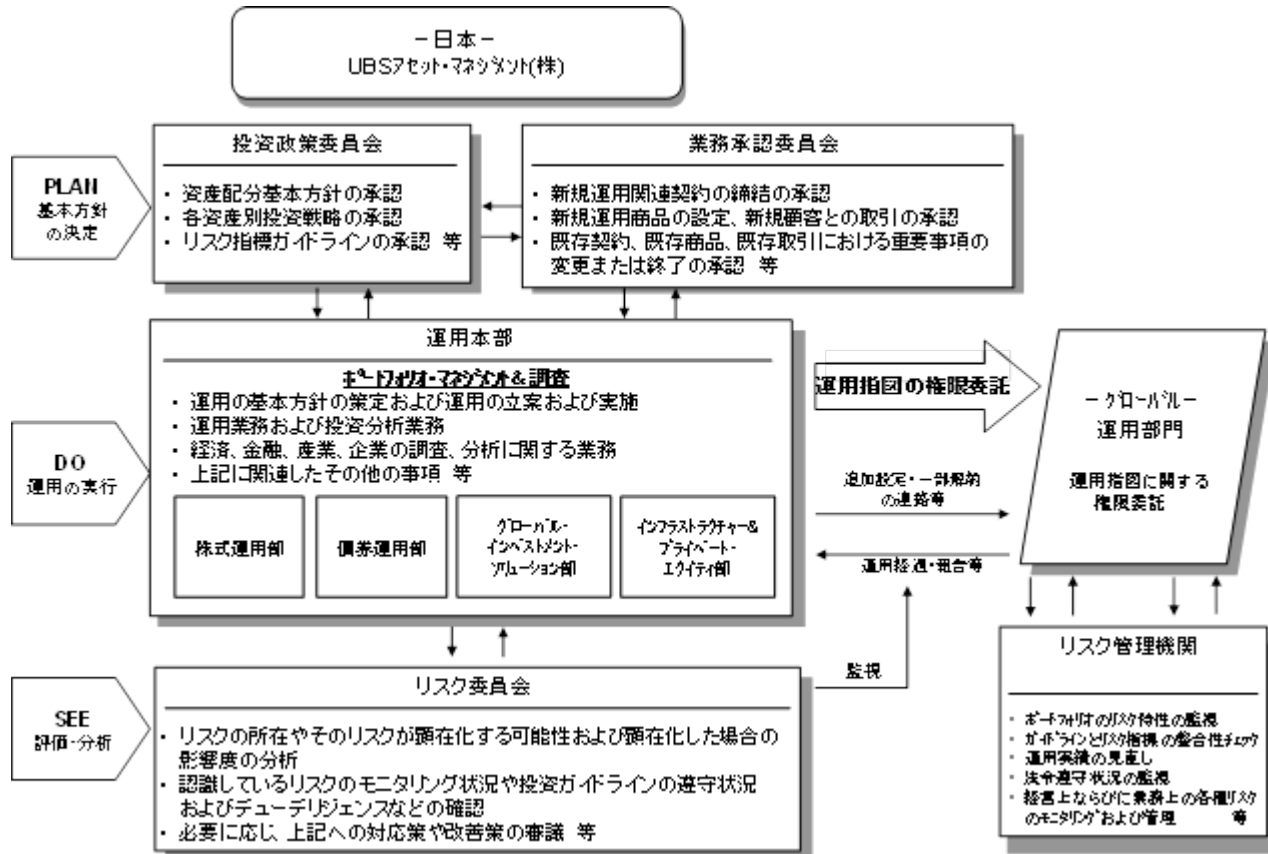 －日本－
UBSアセット・マネジメント(株)
PLAN
基本方針
の決定
投資政策委員会
・ 資産配分基本方針の承認
・ 各資産別投資戦略の承認
・ リスク指標ガイドラインの承認 等
業務承認委員会
・ 新規運用関連契約の締結の承認
・ 新規運用商品の設定、新規顧客との取引の承認
・ 既存契約、既存商品、既存取引における重要事項の
変更または終了の承認 等
DO
運用の実行
運用本部
ポートフォリオ・マネジメント＆調査
・ 運用の基本方針の策定および運用の立案および実施
・ 運用業務および投資分析業務
・ 経済、金融、産業、企業の調査、分析に関する業務
・ 上記に関連したその他の事項 等
株式運用部
債券運用部
グローバル・
インベストメント・
ソリューション部
インフラストラクチャー＆
プライベート・
エクイティ部
運用指図の権限委託
追加設定・一部解約
の連絡等
運用経過・報告等
－グローバル－
運用部門
運用指図に関する
権限委託
SEE
評価・分析
リスク委員会
・ リスクの所在やそのリスクが顕在化する可能性および顕在化した場合の
影響度の分析
・ 認識しているリスクのモニタリング状況や投資ガイドラインの遵守状況
およびデューデリジェンスなどの確認
・ 必要に応じ、上記への対応策や改善策の審議 等
監視
リスク管理機関
・ ポートフォリオのリスク特性の監視
・ ガイドラインとリスク指標の整合性チェック
・ 運用実績の見直し
・ 法令遵守状況の監視
・ 経営上ならびに業務上の各種リスク
のモニタリングおよび管理 等